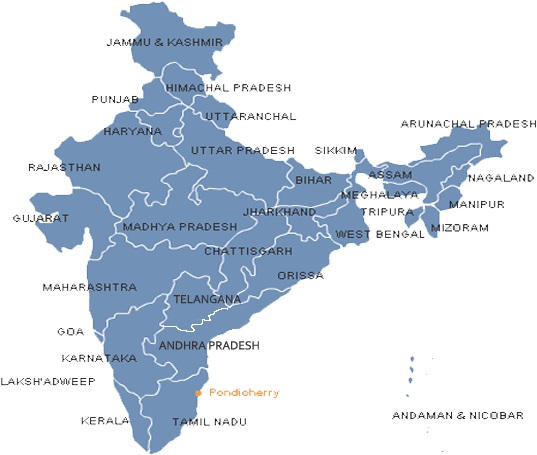 JAMMU & KASHMIR
HIMACHAL PRADESH
PUNJAB
UTTARANCHAL
ARUNACHAL PRADESH
HARYANA
UTTAR PRADESH
SIKKIM
RAJASTHAN
ASSAM
NAGALAND
BIHAR
MEGHALAYA
MANIPUR
GUJARAT
JHARKHAND
TRIPURA
MADHYA PRADESH
MIZORAM
WEST BENGAL
CHATTISGARH
ORISSA
MAHARASHTRA
TELANGANA
GOA
ANDHRA PRADESH
KARNATAKA
LAKSH'ADWEEP
Pondicherry
ANDAMAN & NICOBAR
KERALA
TAMIL NADU